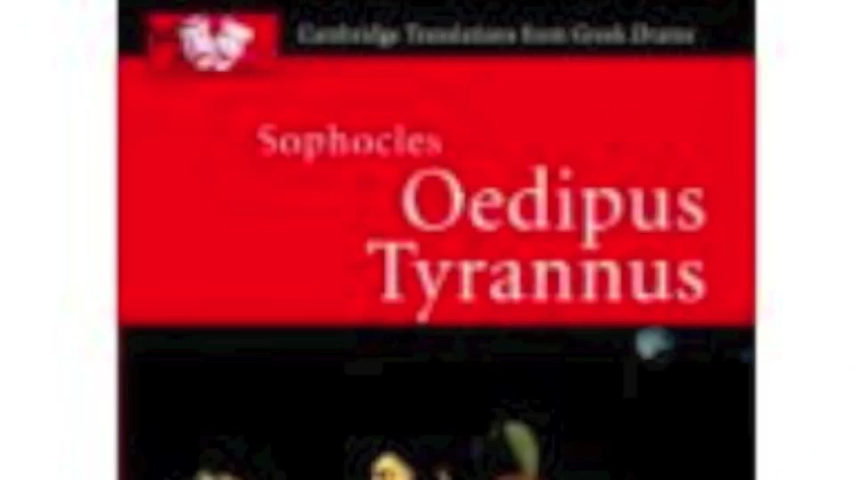 Cambridge Translations from Greek Drama
Sophocles
Oedipus
Tyrannus